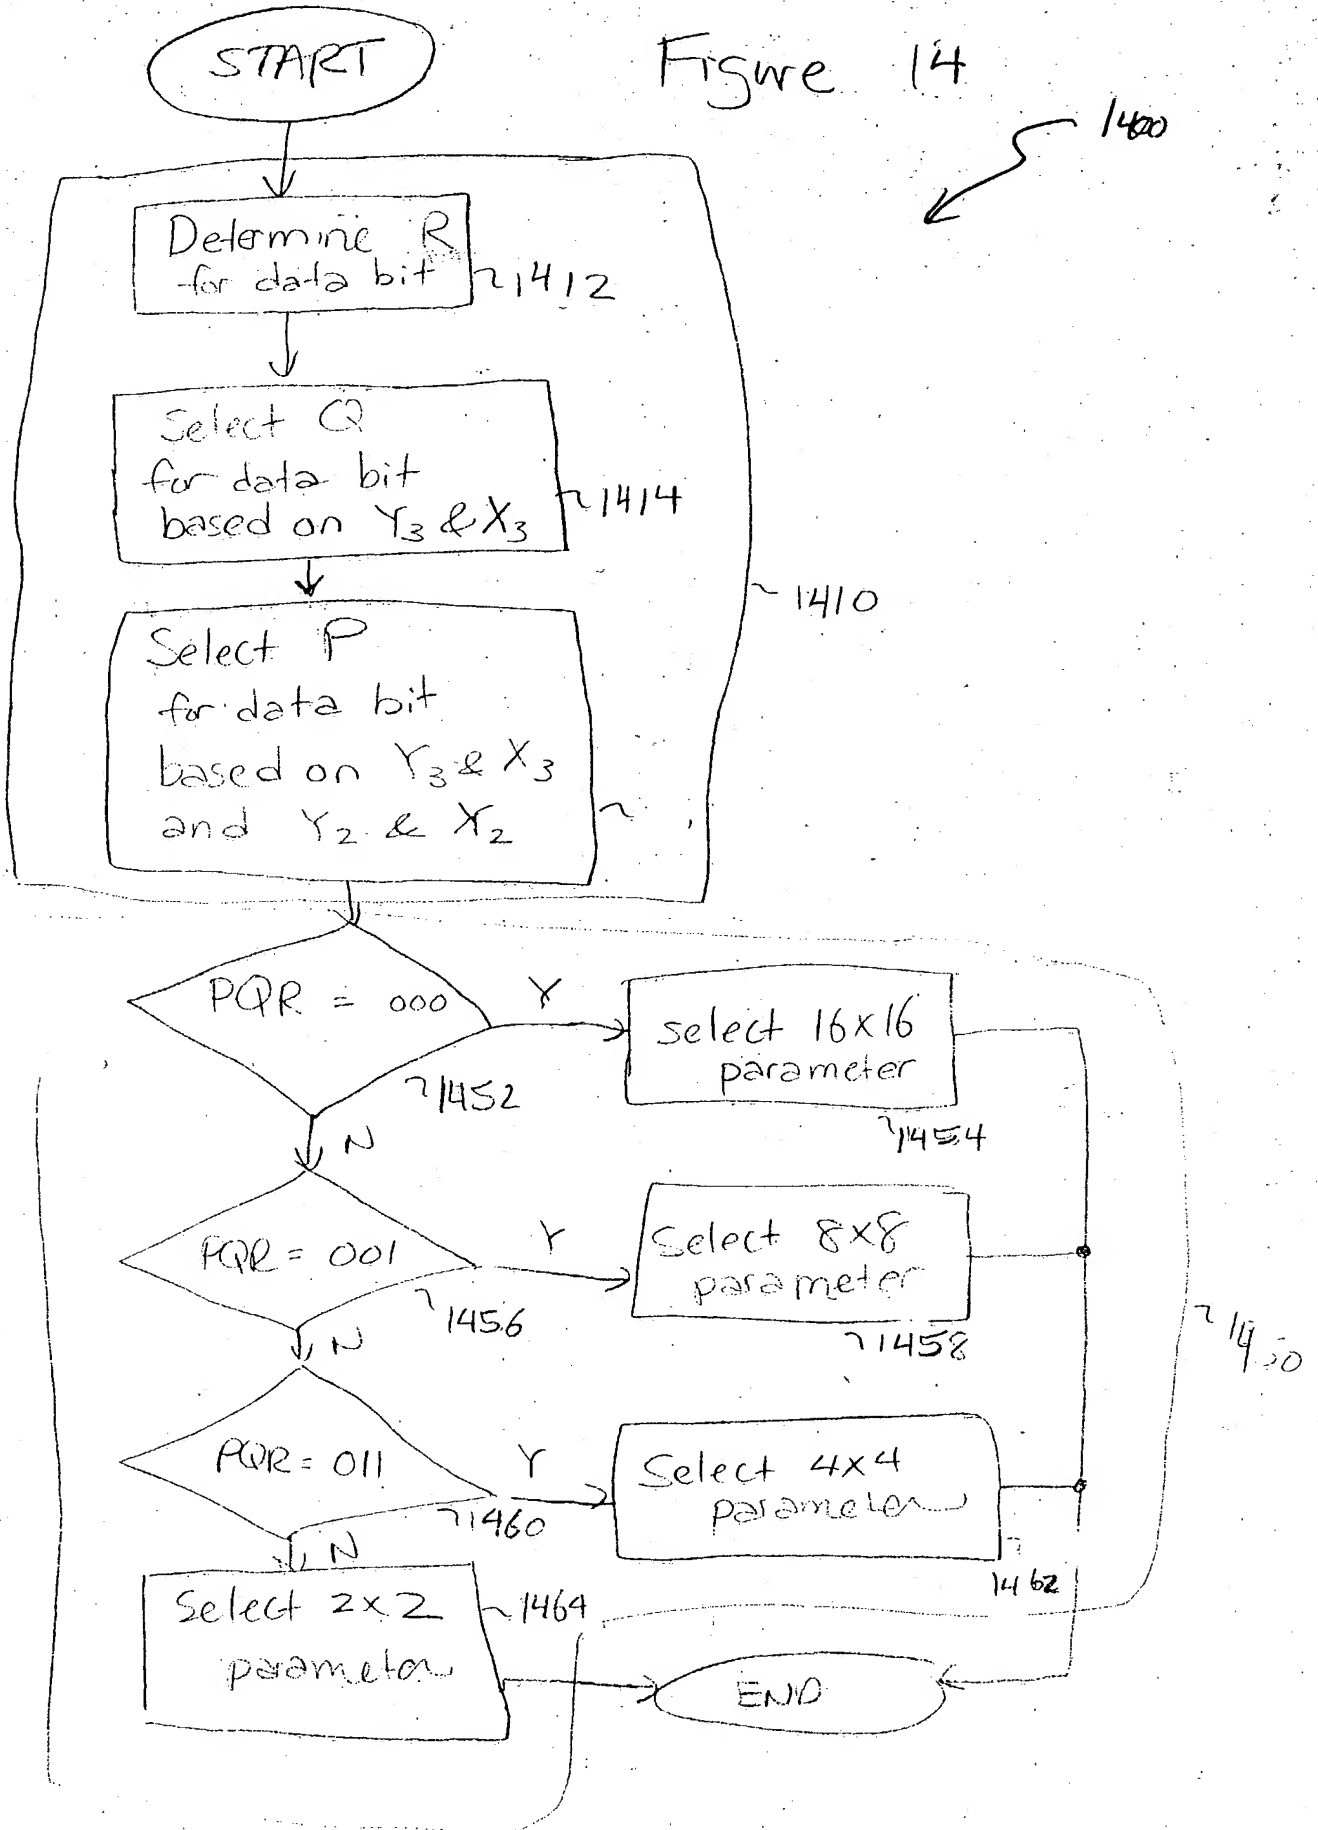 START
Figure 14
1400
Determine R
for data bit
1412
Select Q
for data bit
based on Y3 & X3
1414
1410
Select P
for data bit
based on Y3 & X3
and Y2 & X2
PQR = 000
Y
select 16x16
parameter
1452
1454
N
PQR = 001
Y
Select 8x8
parameter
1456
1458
N
PQR = 011
Y
Select 4x4
parameter
1460
1462
N
Select 2x2
parameter
1464
END